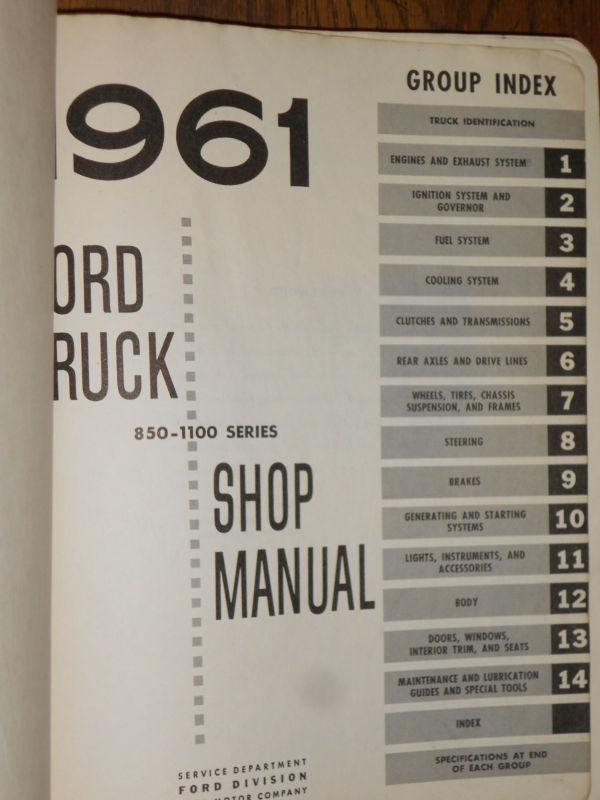 1961
ORD
RUCK
850-1100 SERIES
SHOP
MANUAL
SERVICE DEPARTMENT
FORD DIVISION
MOTOR COMPANY
GROUP INDEX
TRUCK IDENTIFICATION
ENGINES AND EXHAUST SYSTEM 1
IGNITION SYSTEM AND
GOVERNOR 2
FUEL SYSTEM 3
COOLING SYSTEM 4
CLUTCHES AND TRANSMISSIONS 5
REAR AXLES AND DRIVE LINES 6
WHEELS, TIRES, CHASSIS
SUSPENSION, AND FRAMES 7
STEERING 8
BRAKES 9
GENERATING AND STARTING
SYSTEMS 10
LIGHTS, INSTRUMENTS, AND
ACCESSORIES 11
BODY 12
DOORS, WINDOWS,
INTERIOR TRIM, AND SEATS 13
MAINTENANCE AND LUBRICATION
GUIDES AND SPECIAL TOOLS 14
INDEX
SPECIFICATIONS AT END
OF EACH GROUP